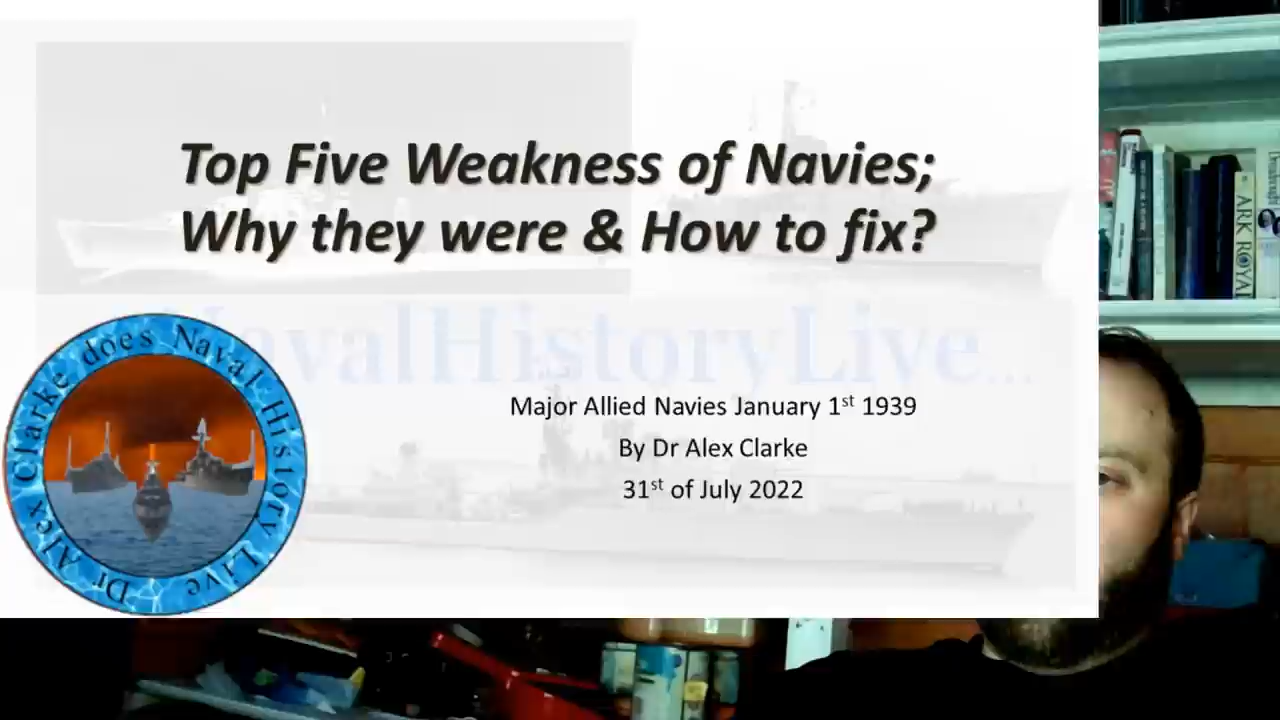 Top Five Weakness of Navies;
Why they were & How to fix?
NavalHistoryLive...
Major Allied Navies January 1st 1939
By Dr Alex Clarke
31st of July 2022
Dr Alex Clarke does Naval History Live
ARK ROYAL